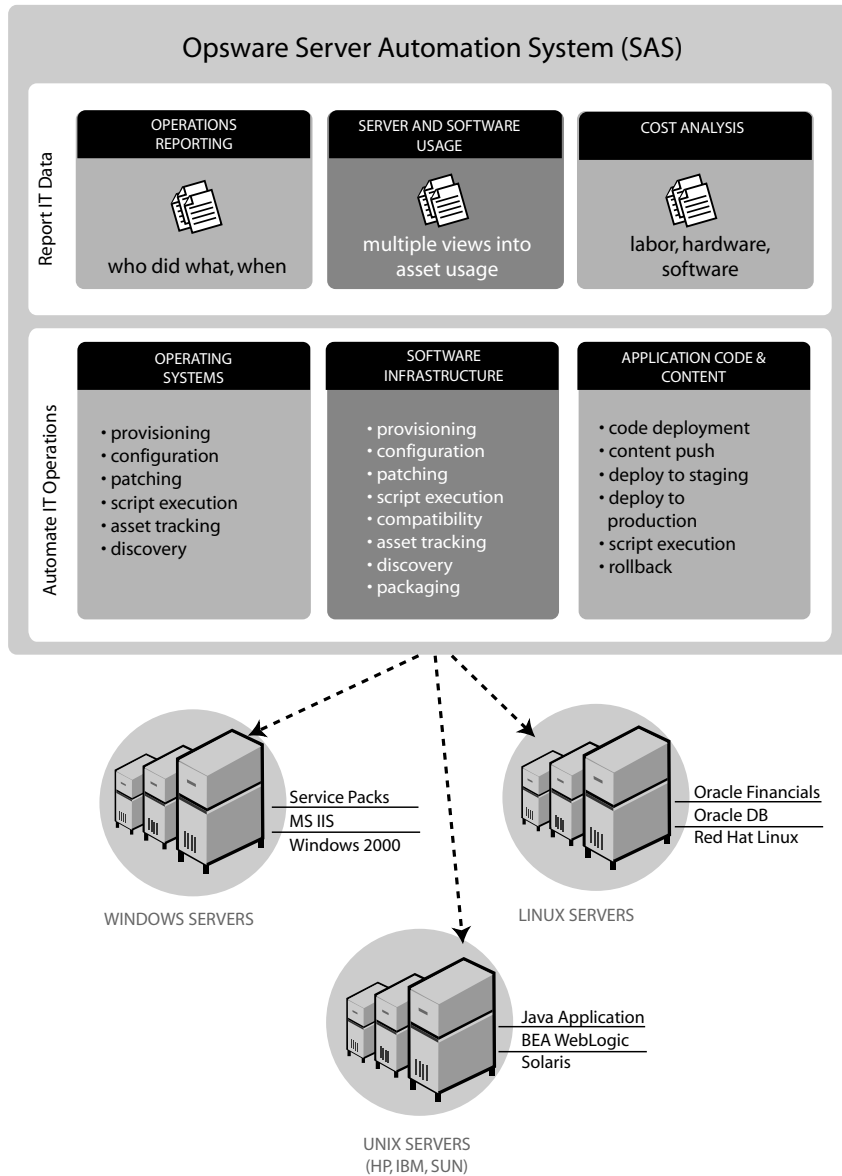 Opsware Server Automation System (SAS)
Report IT Data
OPERATIONS
REPORTING
who did what, when
SERVER AND SOFTWARE
USAGE
multiple views into
asset usage
COST ANALYSIS
labor, hardware,
software
Automate IT Operations
OPERATING
SYSTEMS
• provisioning
• configuration
• patching
• script execution
• asset tracking
• discovery
SOFTWARE
INFRASTRUCTURE
• provisioning
• configuration
• patching
• script execution
• compatibility
• asset tracking
• discovery
• packaging
APPLICATION CODE &
CONTENT
• code deployment
• content push
• deploy to staging
• deploy to
production
• script execution
• rollback
Service Packs
MS IIS
Windows 2000
WINDOWS SERVERS
Oracle Financials
Oracle DB
Red Hat Linux
LINUX SERVERS
Java Application
BEA WebLogic
Solaris
UNIX SERVERS
(HP, IBM, SUN)